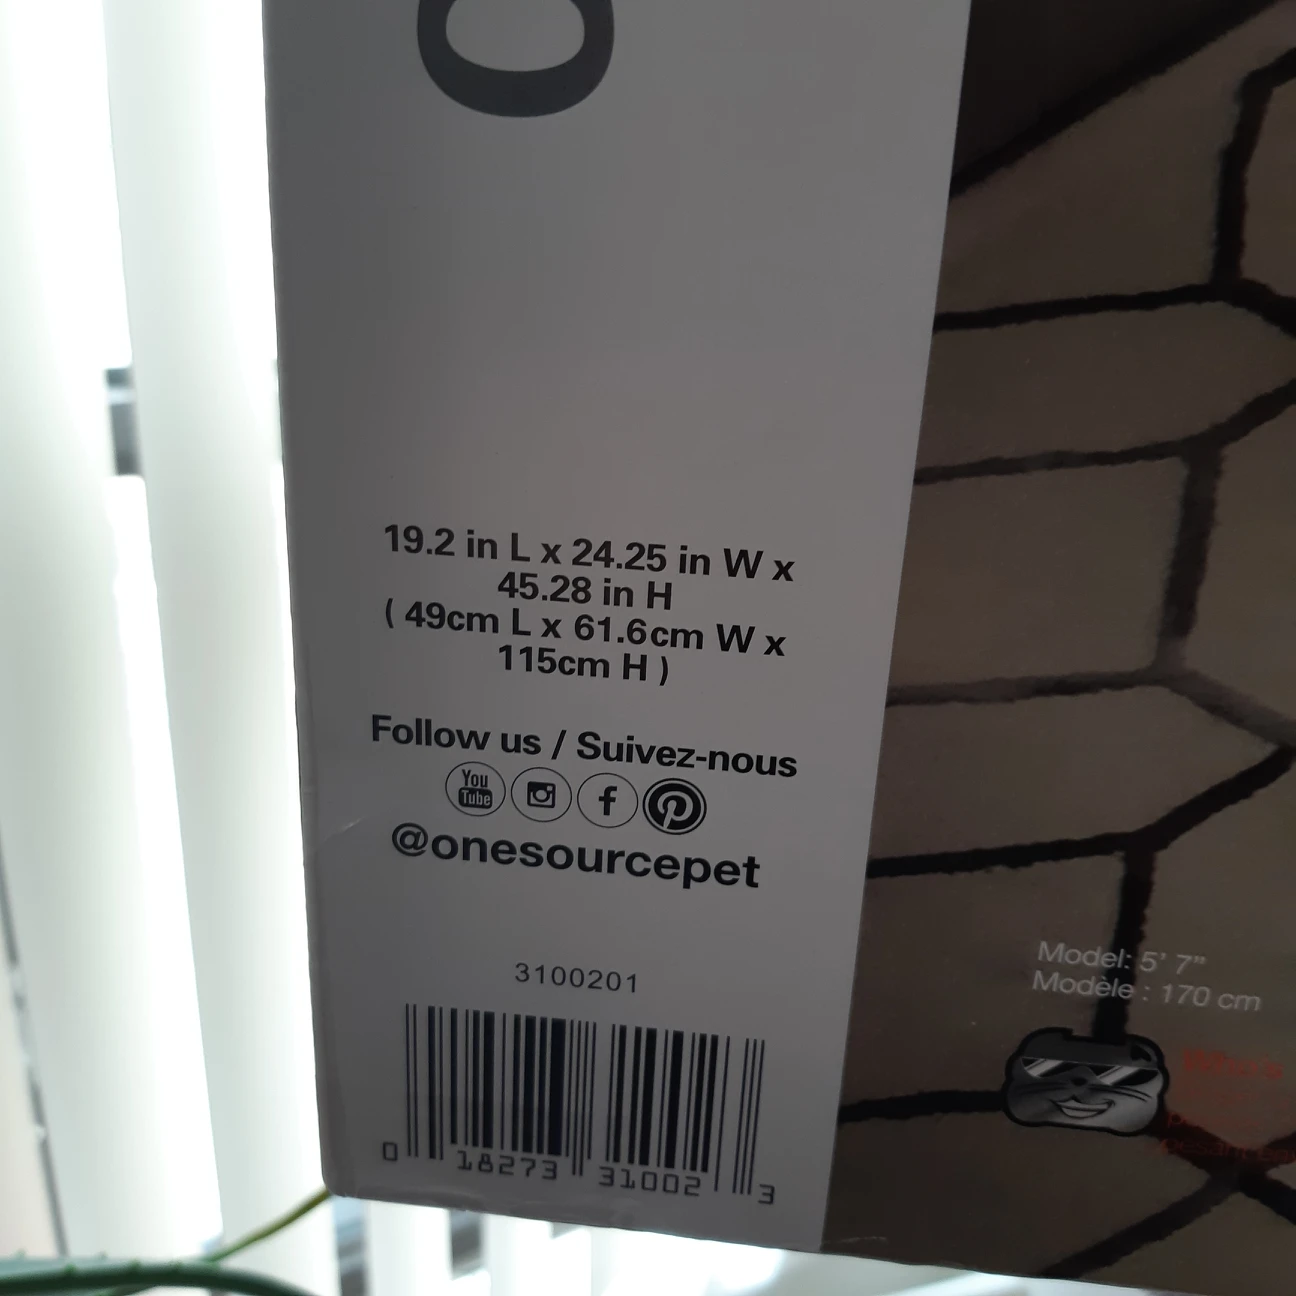 19.2 in L x 24.25 in W x
45.28 in H
( 49cm L x 61.6cm W x
115cm H )
Follow us / Suivez-nous
You
Tube
@onesourcepet
3100201
0 18273 31002 3
Model: 5' 7"
Modèle : 170 cm